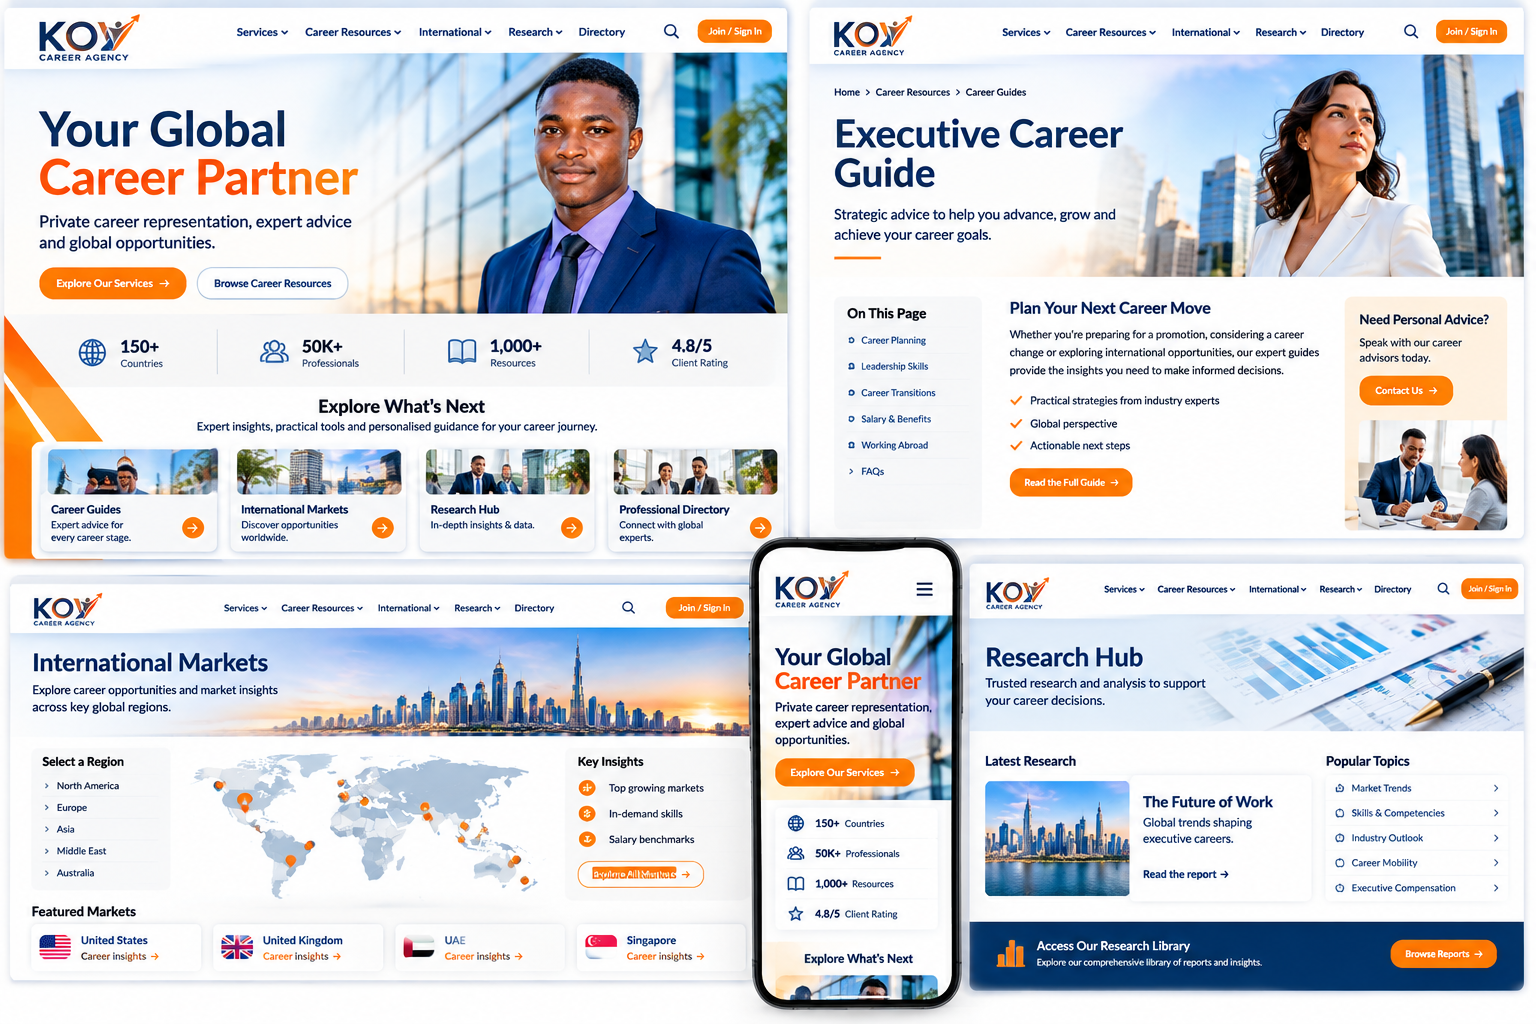 KOY
CAREER AGENCY
Services
Career Resources
International
Research
Directory
Join / Sign In
Your Global
Career Partner
Private career representation, expert advice
and global opportunities.
Explore Our Services →
Browse Career Resources
150+
Countries
50K+
Professionals
1,000+
Resources
4.8/5
Client Rating
Explore What's Next
Expert insights, practical tools and personalised guidance for your career journey.
Career Guides
Expert advice for
every career stage.
International Markets
Discover opportunities
worldwide.
Research Hub
In-depth insights & data.
Professional Directory
Connect with global
experts.
KOY
CAREER AGENCY
Services
Career Resources
International
Research
Directory
Join / Sign In
Home > Career Resources > Career Guides
Executive Career
Guide
Strategic advice to help you advance, grow and
achieve your career goals.
On This Page
Career Planning
Leadership Skills
Career Transitions
Salary & Benefits
Working Abroad
FAQs
Plan Your Next Career Move
Whether you're preparing for a promotion, considering a career
change or exploring international opportunities, our expert guides
provide the insights you need to make informed decisions.
Practical strategies from industry experts
Global perspective
Actionable next steps
Read the Full Guide →
Need Personal Advice?
Speak with our career
advisors today.
Contact Us →
KOY
CAREER AGENCY
Services
Career Resources
International
Research
Directory
Join / Sign In
International Markets
Explore career opportunities and market insights
across key global regions.
Select a Region
North America
Europe
Asia
Middle East
Australia
Key Insights
Top growing markets
In-demand skills
Salary benchmarks
Featured Markets
United States
Career insights →
United Kingdom
Career insights →
UAE
Career insights →
Singapore
Career insights →
KOY
CAREER AGENCY
Your Global
Career Partner
Private career representation,
expert advice and global
opportunities.
Explore Our Services →
150+ Countries
50K+ Professionals
1,000+ Resources
4.8/5 Client Rating
Explore What's Next
KOY
CAREER AGENCY
Services
Career Resources
International
Research
Directory
Join / Sign In
Research Hub
Trusted research and analysis to support
your career decisions.
Latest Research
The Future of Work
Global trends shaping
executive careers.
Read the report →
Popular Topics
Market Trends
Skills & Competencies
Industry Outlook
Career Mobility
Executive Compensation
Access Our Research Library
Explore our comprehensive library of reports and insights.
Browse Reports →